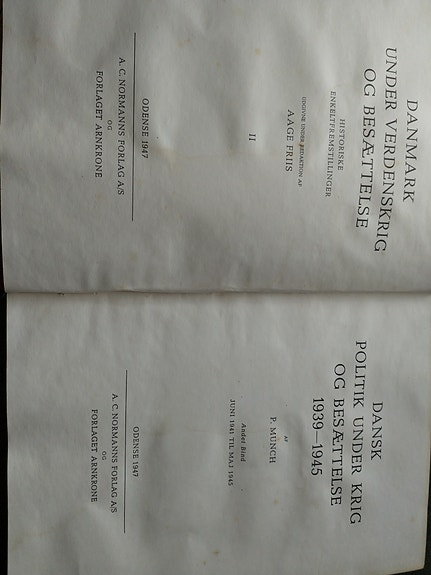 DANMARK
UNDER VERDENSKRIG
OG BESÆTTELSE
HISTORISKE
ENKELTFREMSTILLINGER
UDGIVNE UNDER REDAKTION AF
AAGE FRIIS
II
ODENSE 1947
A. C. NORMANNS FORLAG A/S
OG
FORLAGET ARNKRONE
DANSK
POLITIK UNDER KRIG
OG BESÆTTELSE
1939—1945
AF
P. MUNCH
Andet Bind
JUNI 1941 TIL MAJ 1945
ODENSE 1947
A. C. NORMANNS FORLAG A/S
OG
FORLAGET ARNKRONE